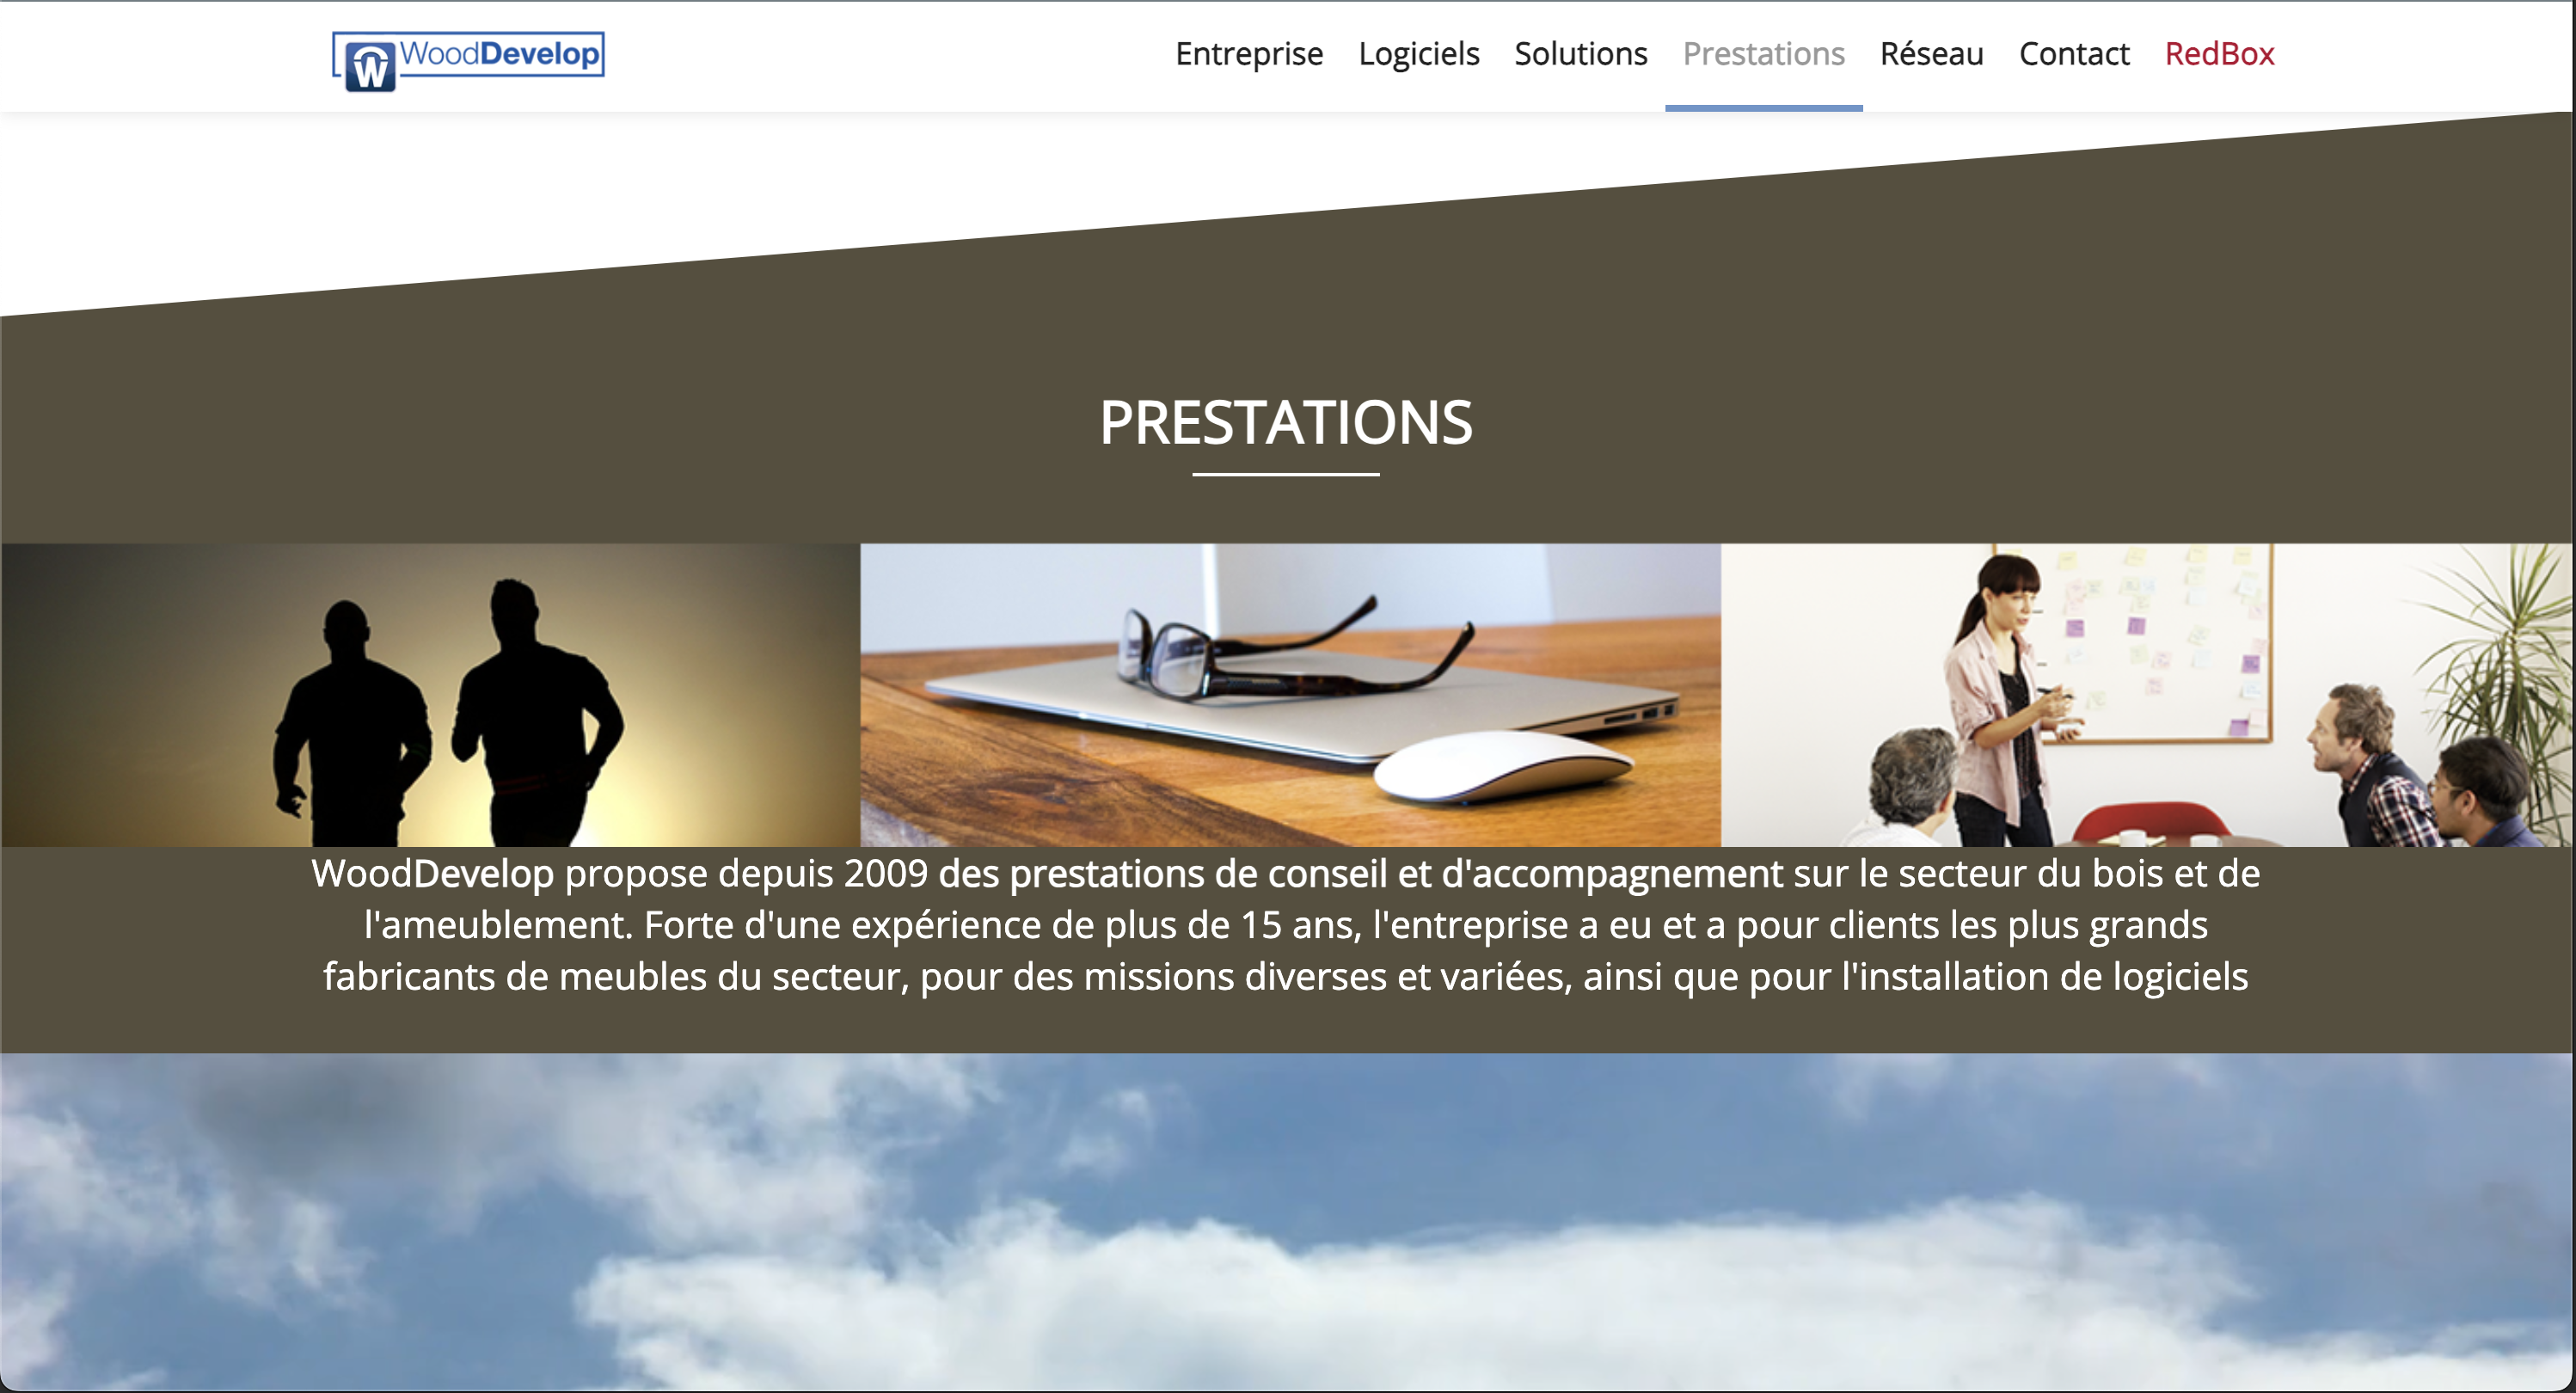 WoodDevelop
Entreprise Logiciels Solutions Prestations Réseau Contact RedBox
PRESTATIONS
WoodDevelop propose depuis 2009 des prestations de conseil et d'accompagnement sur le secteur du bois et de
l'ameublement. Forte d'une expérience de plus de 15 ans, l'entreprise a eu et a pour clients les plus grands
fabricants de meubles du secteur, pour des missions diverses et variées, ainsi que pour l'installation de logiciels